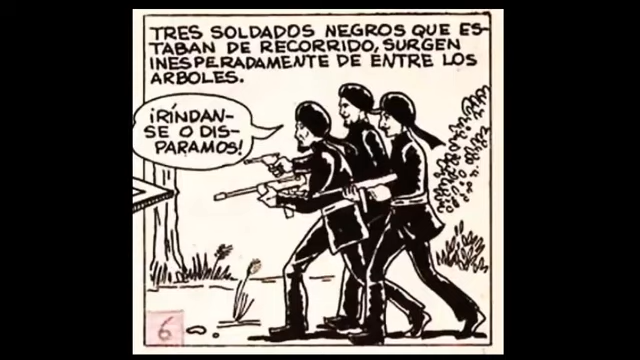 TRES SOLDADOS NEGROS QUE ES-
TABAN DE RECORRIDO, SURGEN
INESPERADAMENTE DE ENTRE LOS
ARBOLES.
¡RÍNDAN-
SE O DIS-
PARAMOS!
6